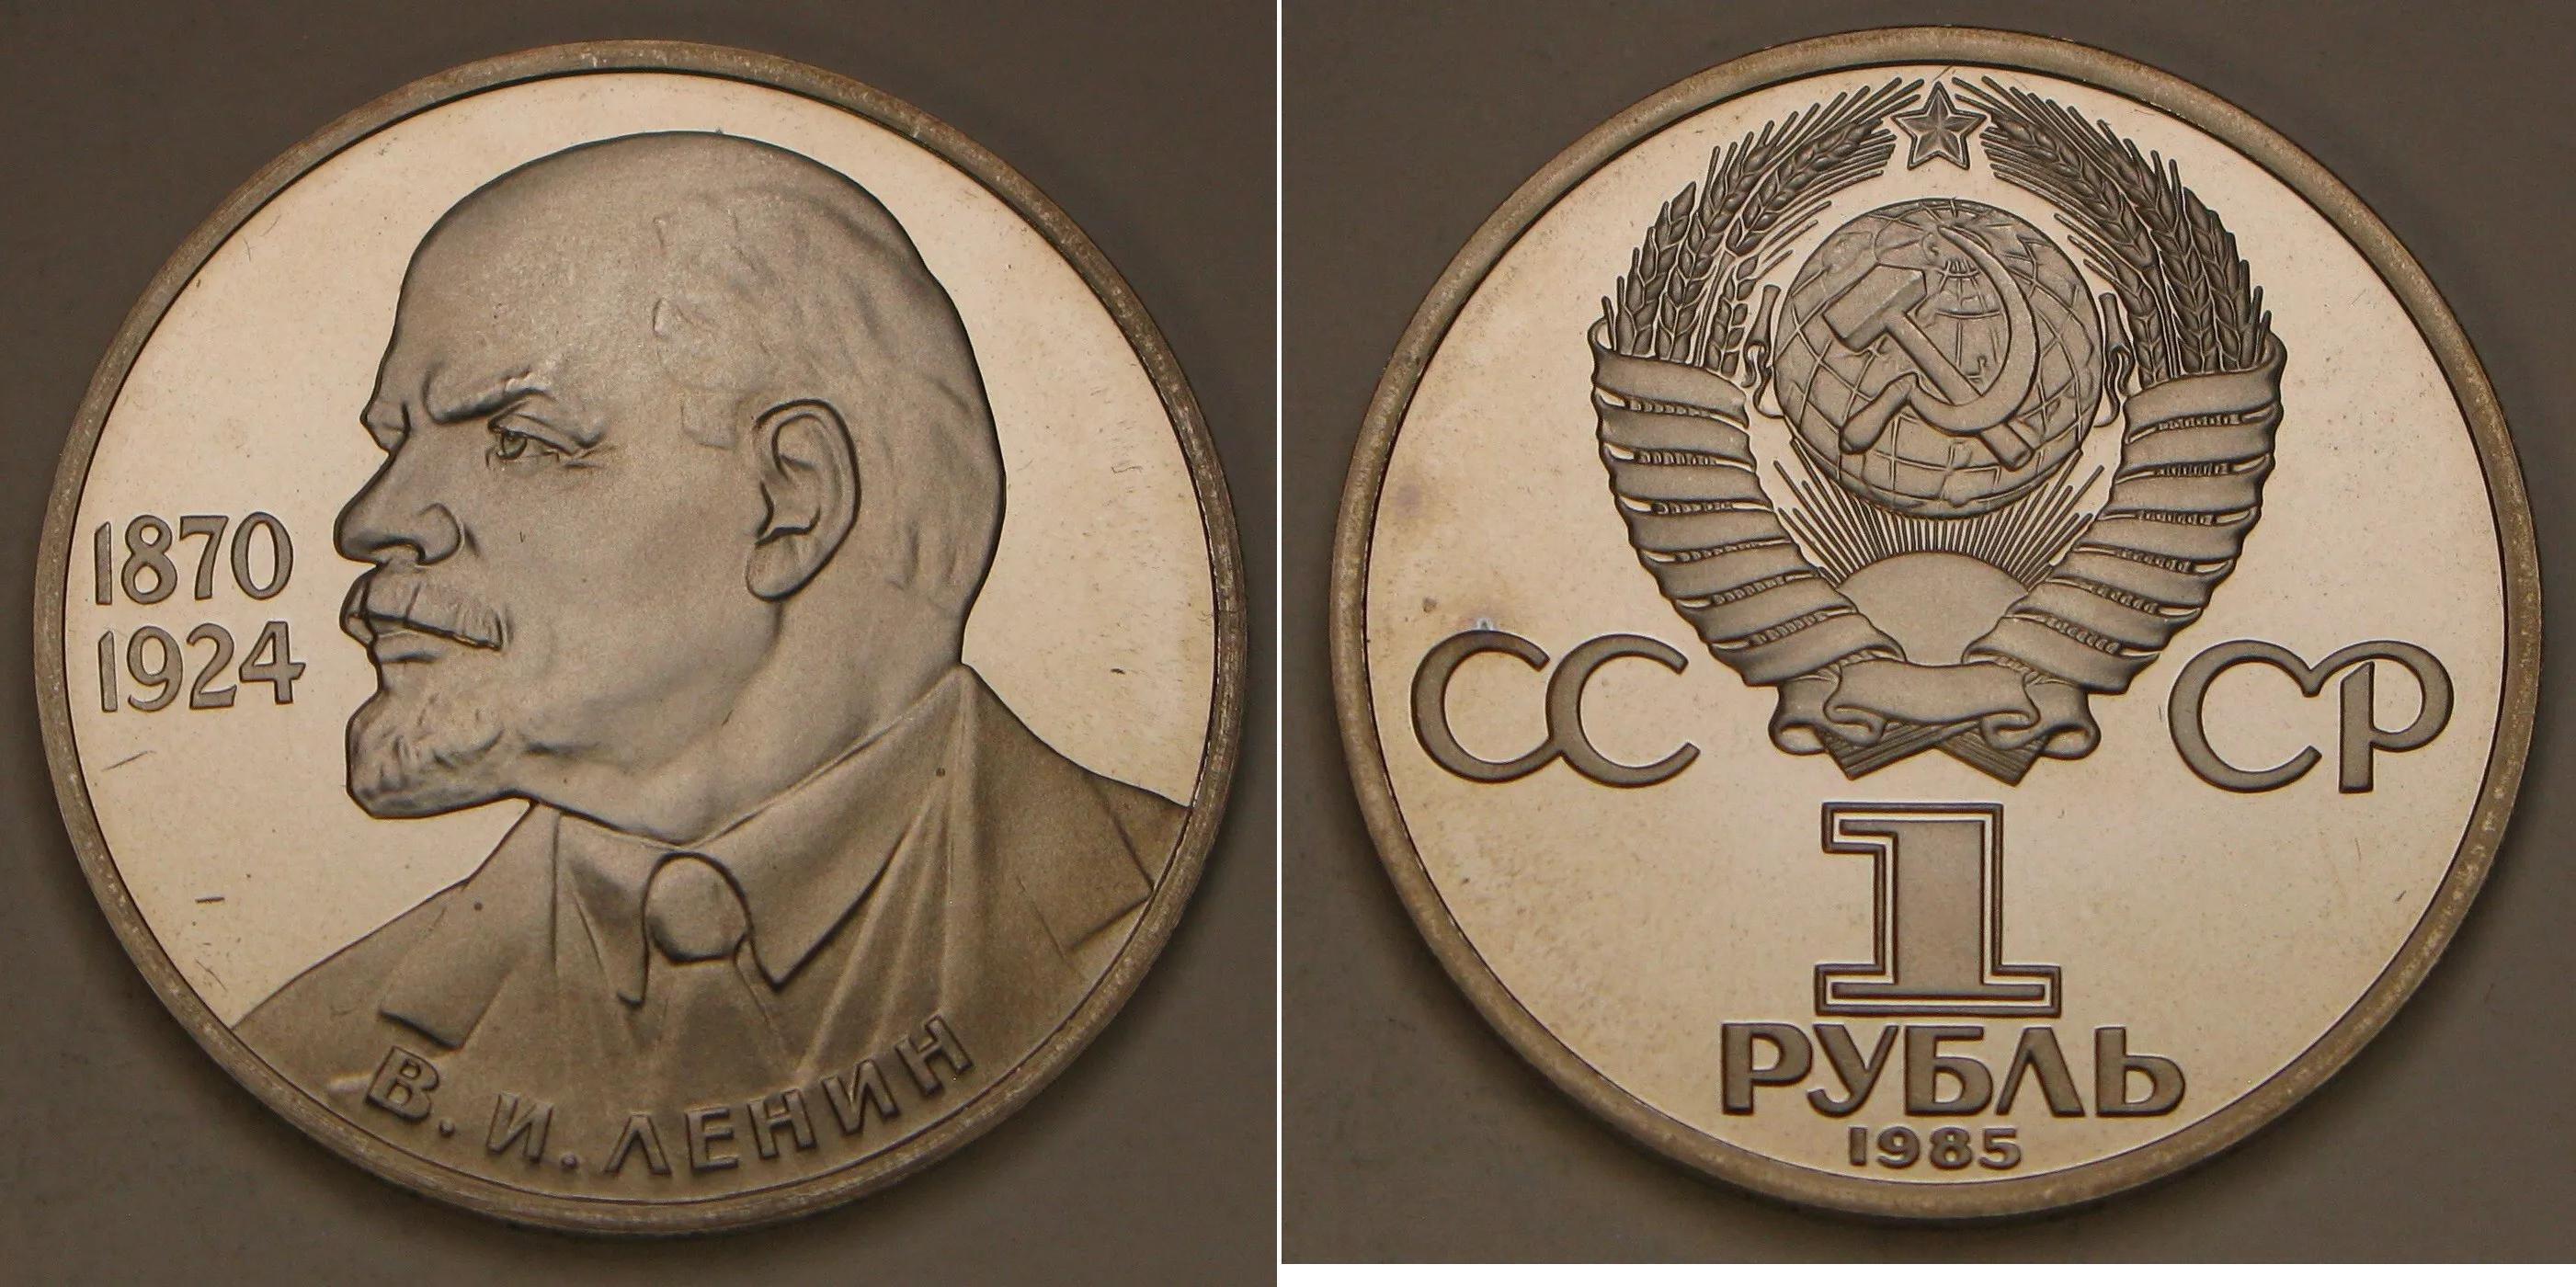 1870
1924
В. И. ЛЕНИН
СС СР
1
РУБЛЬ
1985